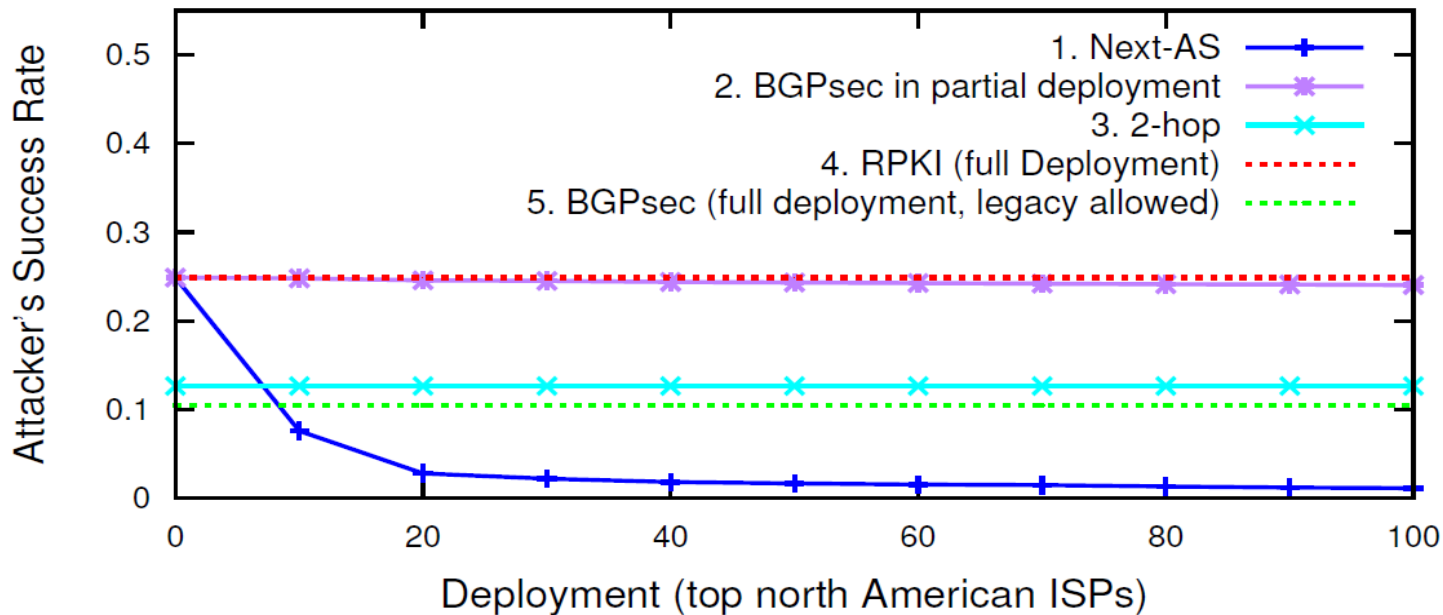 Attacker's Success Rate
0.5
0.4
0.3
0.2
0.1
0
1. Next-AS
2. BGPsec in partial deployment
3. 2-hop
4. RPKI (full Deployment)
5. BGPsec (full deployment, legacy allowed)
0 20 40 60 80 100
Deployment (top north American ISPs)